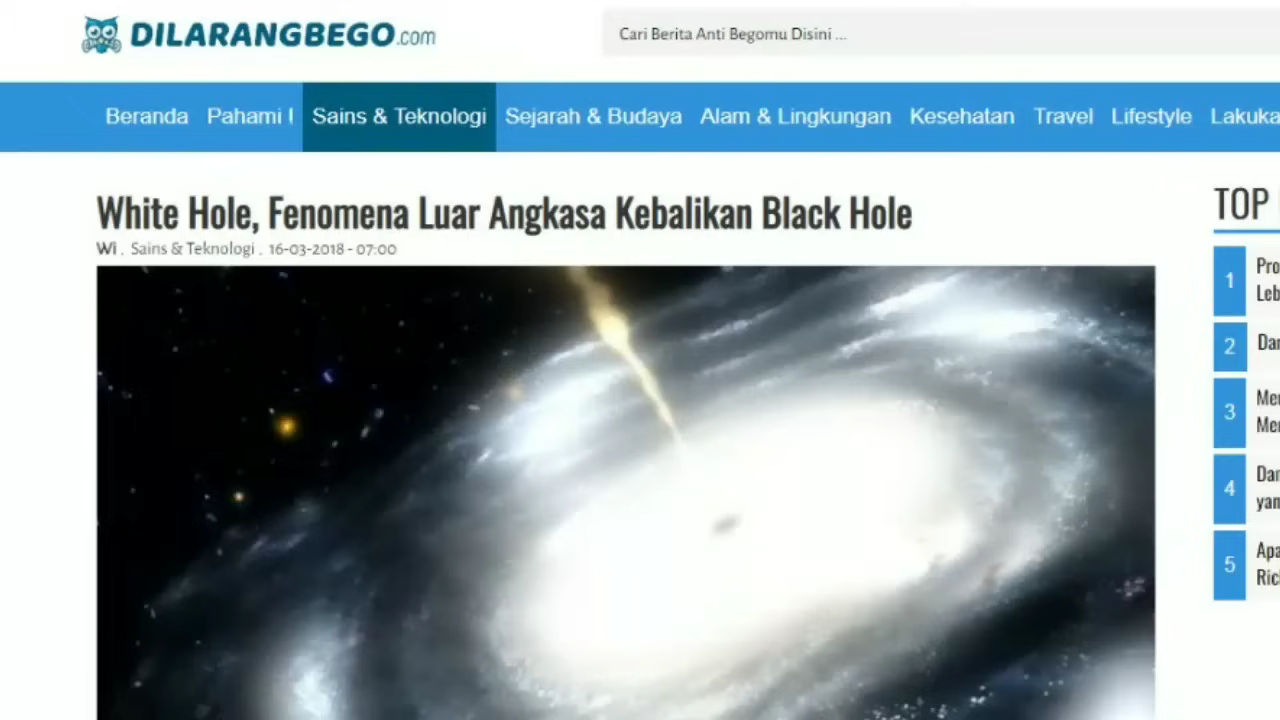 DILARANGBEGO.com
Cari Berita Anti Begomu Disini ...
Beranda Pahami Sains & Teknologi Sejarah & Budaya Alam & Lingkungan Kesehatan Travel Lifestyle
White Hole, Fenomena Luar Angkasa Kebalikan Black Hole
Wi . Sains & Teknologi . 16-03-2018 - 07:00
TOP
1
2
3
4
5